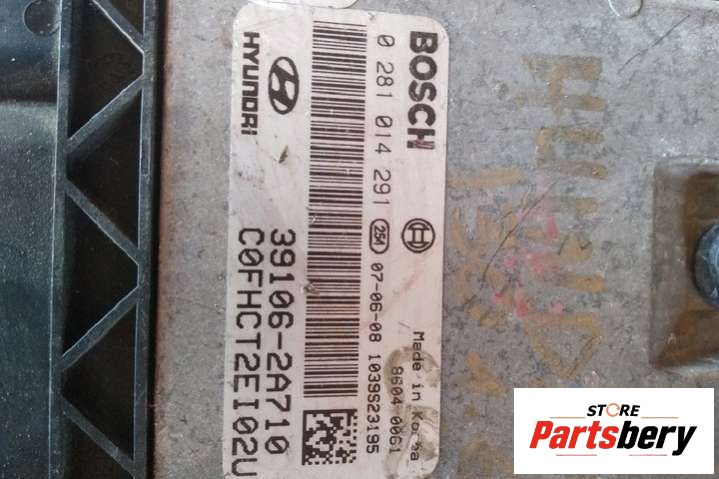 BOSCH
0 281 014 291 254 07-06-08 1039S23195
Made in Korea
8604 0061
HYUNDAI
39106-2A710
C0FHCT2EI02U
STORE
Partsbery